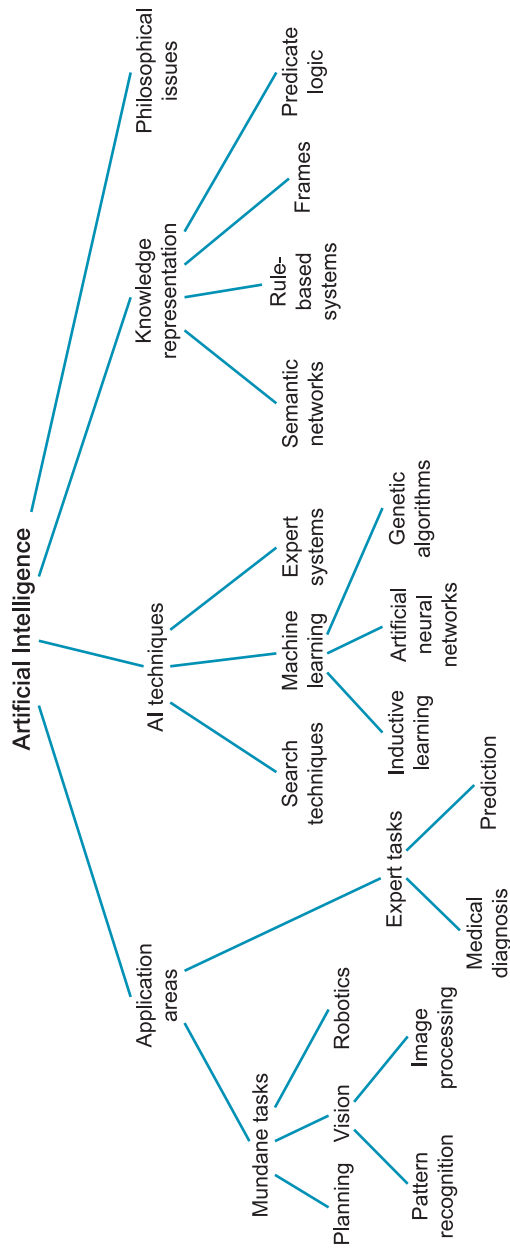 Artificial Intelligence
Application
areas
AI techniques
Knowledge
representation
Philosophical
issues
Mundane tasks
Expert tasks
Search
techniques
Machine
learning
Expert
systems
Semantic
networks
Rule-
based
systems
Frames
Predicate
logic
Planning
Vision
Robotics
Medical
diagnosis
Prediction
Inductive
learning
Artificial
neural
networks
Genetic
algorithms
Pattern
recognition
Image
processing